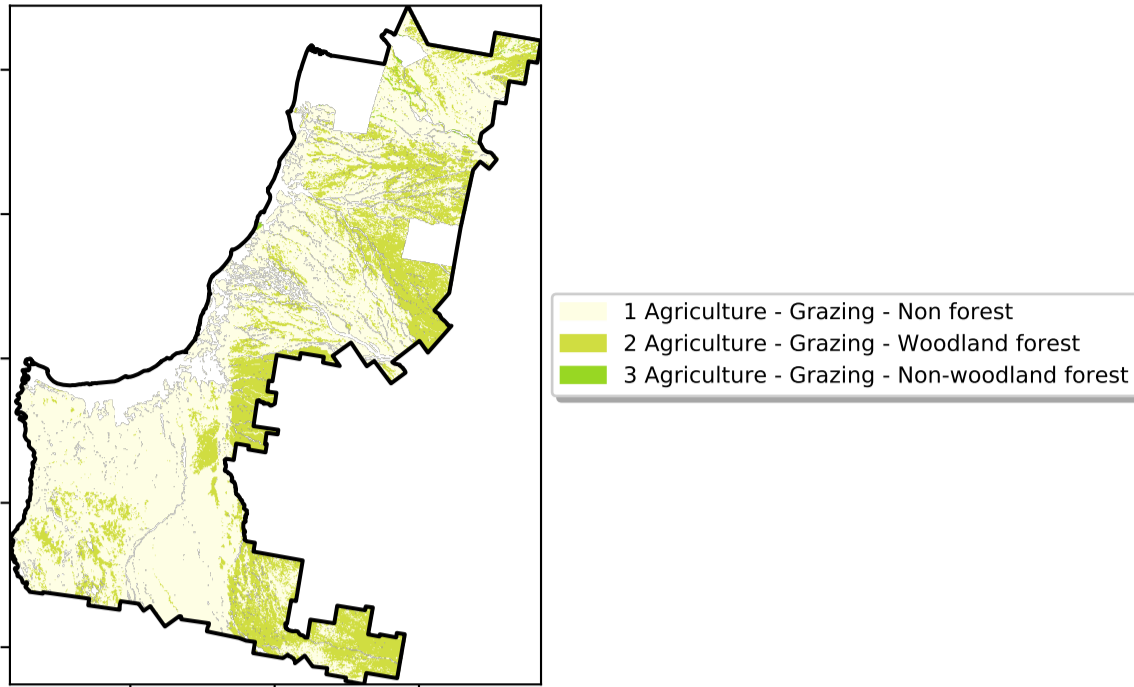 1 Agriculture - Grazing - Non forest
2 Agriculture - Grazing - Woodland forest
3 Agriculture - Grazing - Non-woodland forest